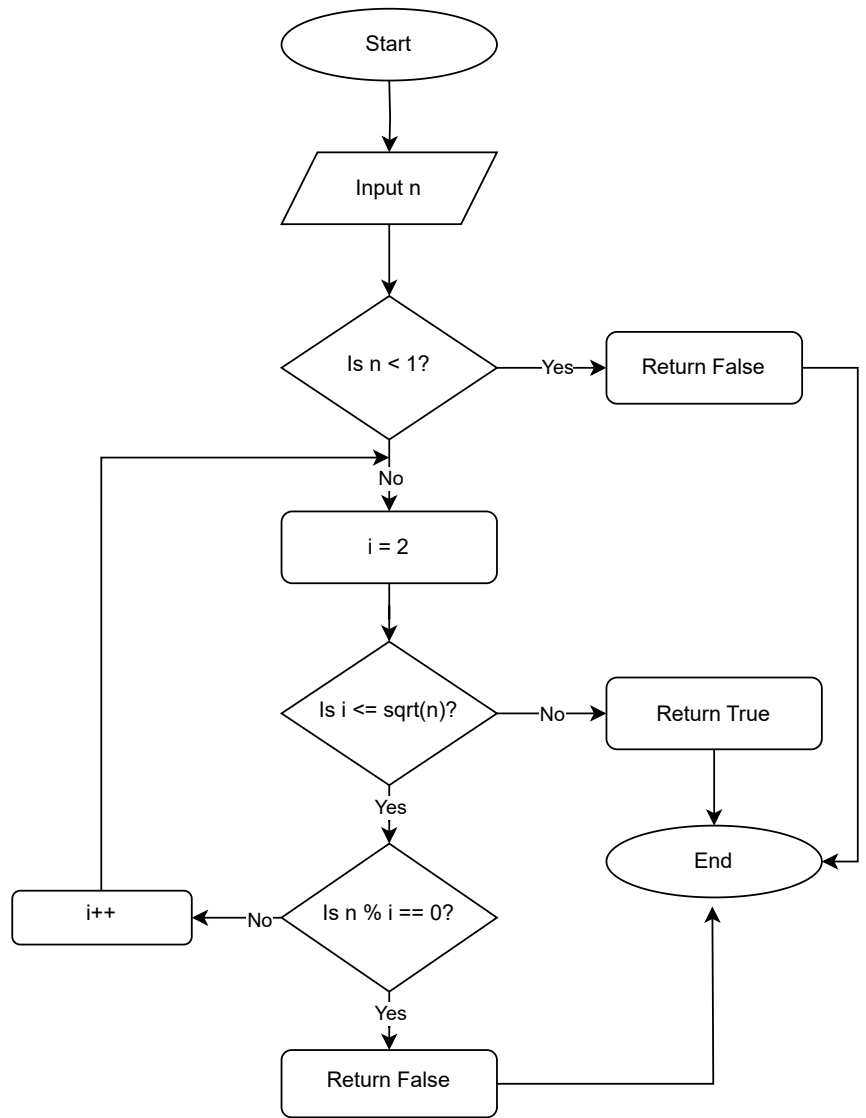 Start
Input n
Is n < 1?
Yes
Return False
No
i = 2
Is i <= sqrt(n)?
No
Return True
Yes
End
Is n % i == 0?
No
i++
Yes
Return False